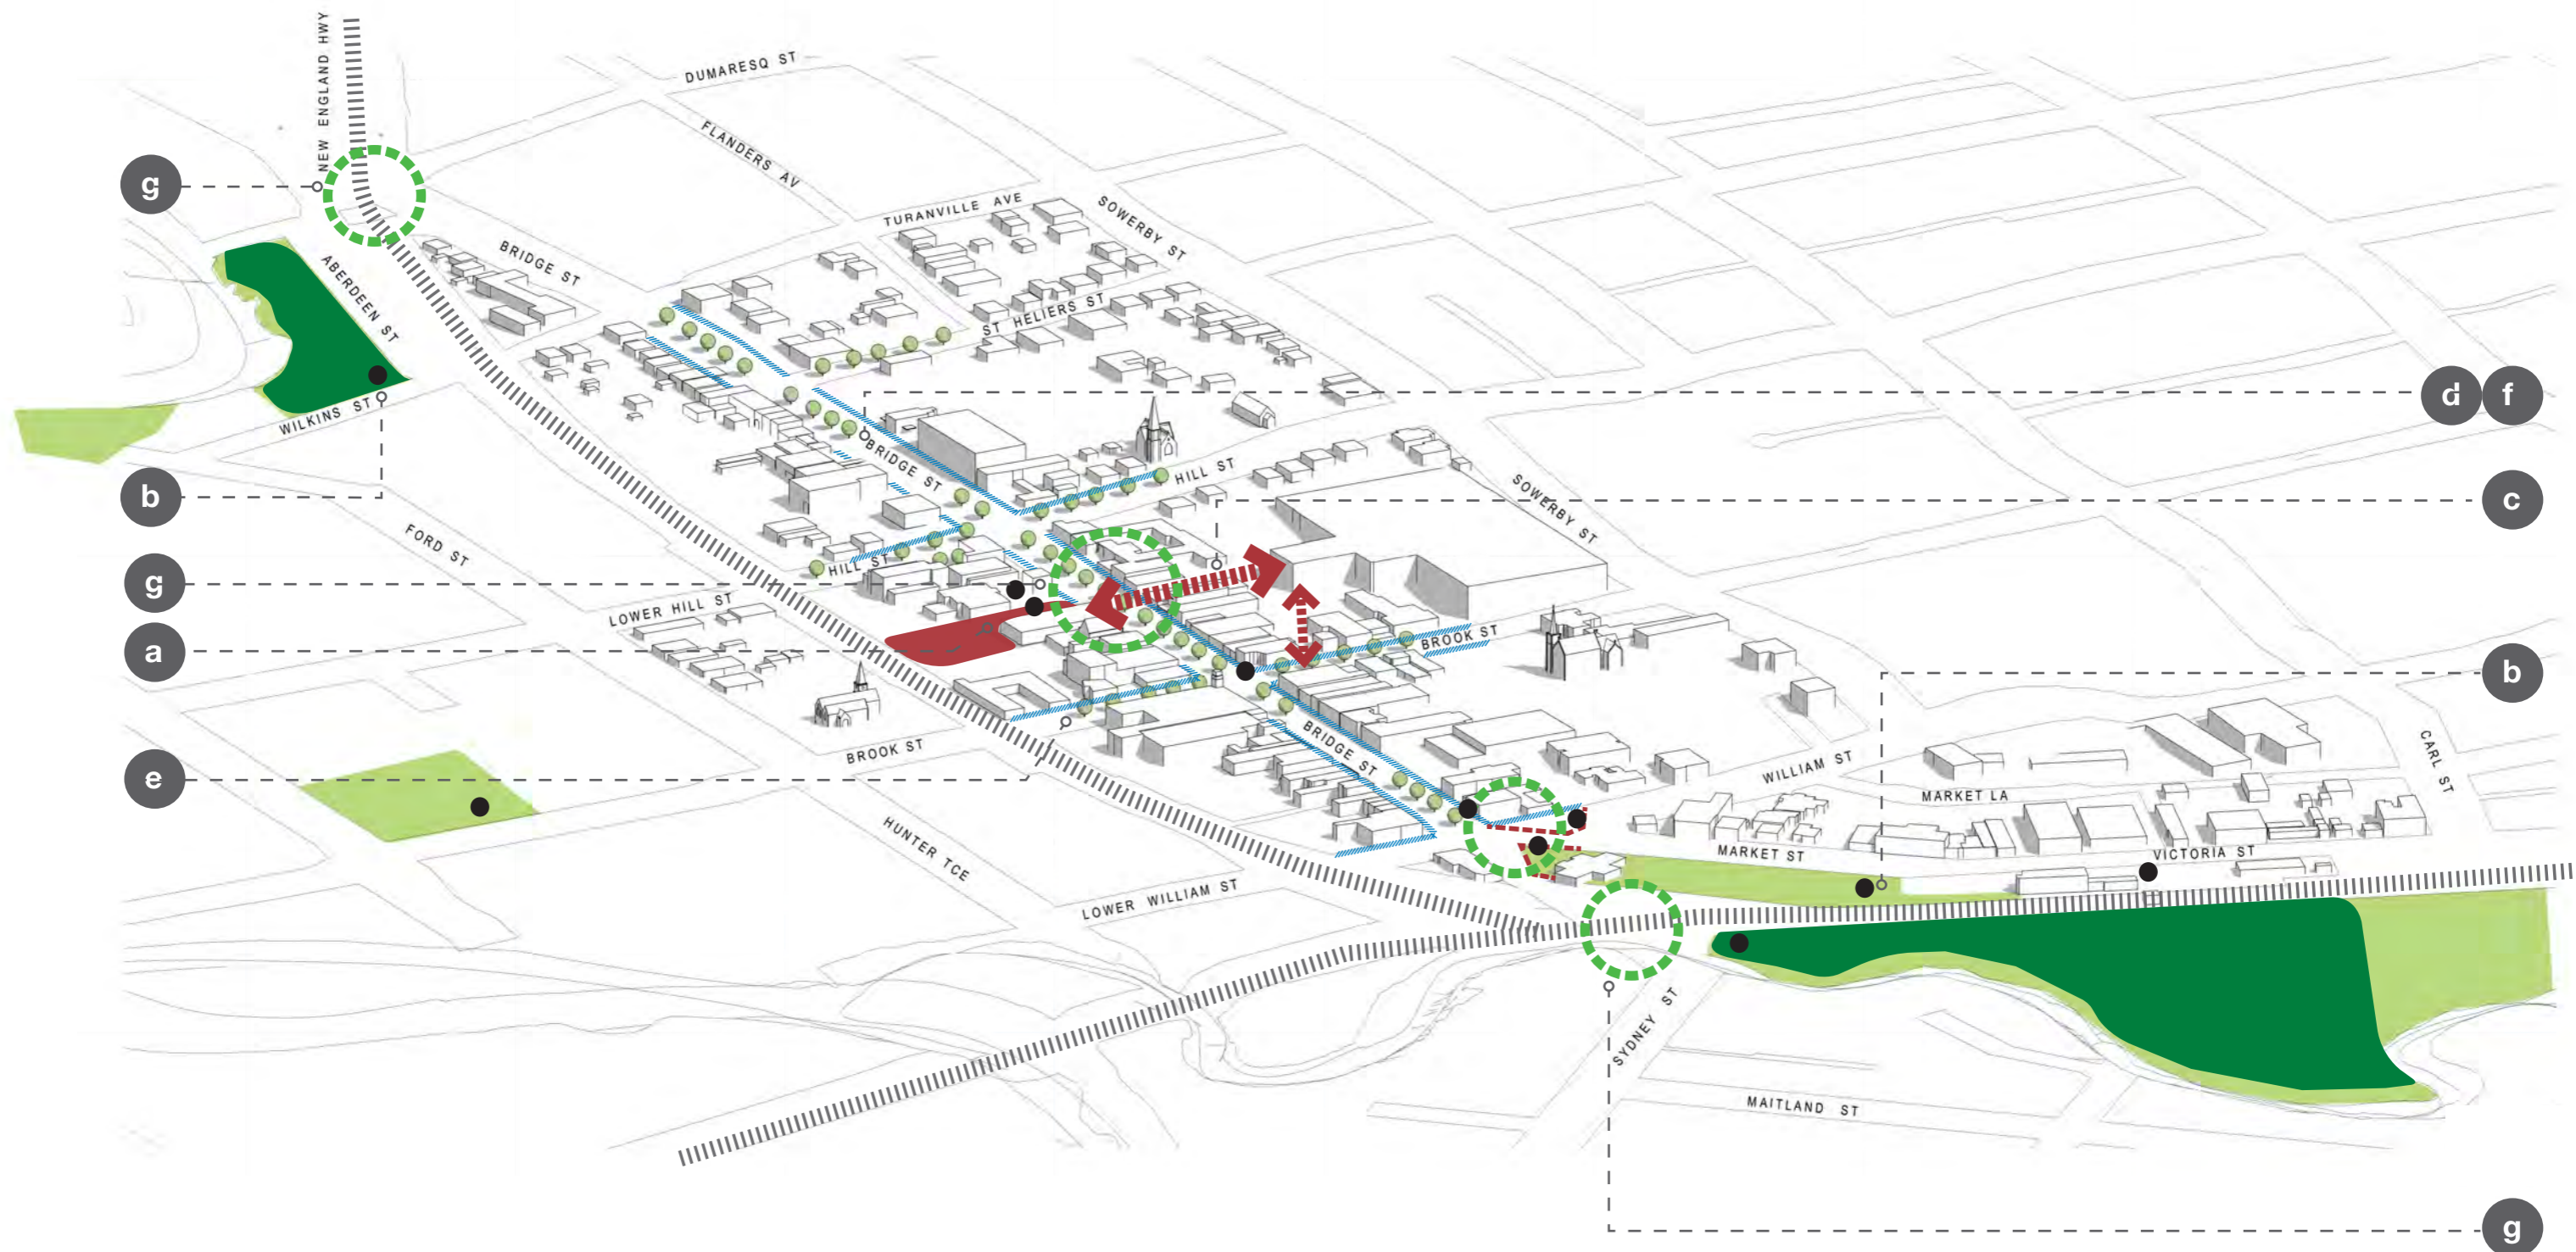 NEW ENGLAND HWY
DUMARESQ ST
FLANDERS AV
g
TURANVILLE AVE
SOWERBY ST
BRIDGE ST
ABERDEEN ST
ST HELIERS ST
d
f
WILKINS ST
BRIDGE ST
HILL ST
b
c
SOWERBY ST
FORD ST
HILL ST
g
LOWER HILL ST
BROOK ST
a
b
BROOK ST
BRIDGE ST
WILLIAM ST
CARL ST
e
MARKET LA
HUNTER TCE
MARKET ST
VICTORIA ST
LOWER WILLIAM ST
SYDNEY ST
MAITLAND ST
g